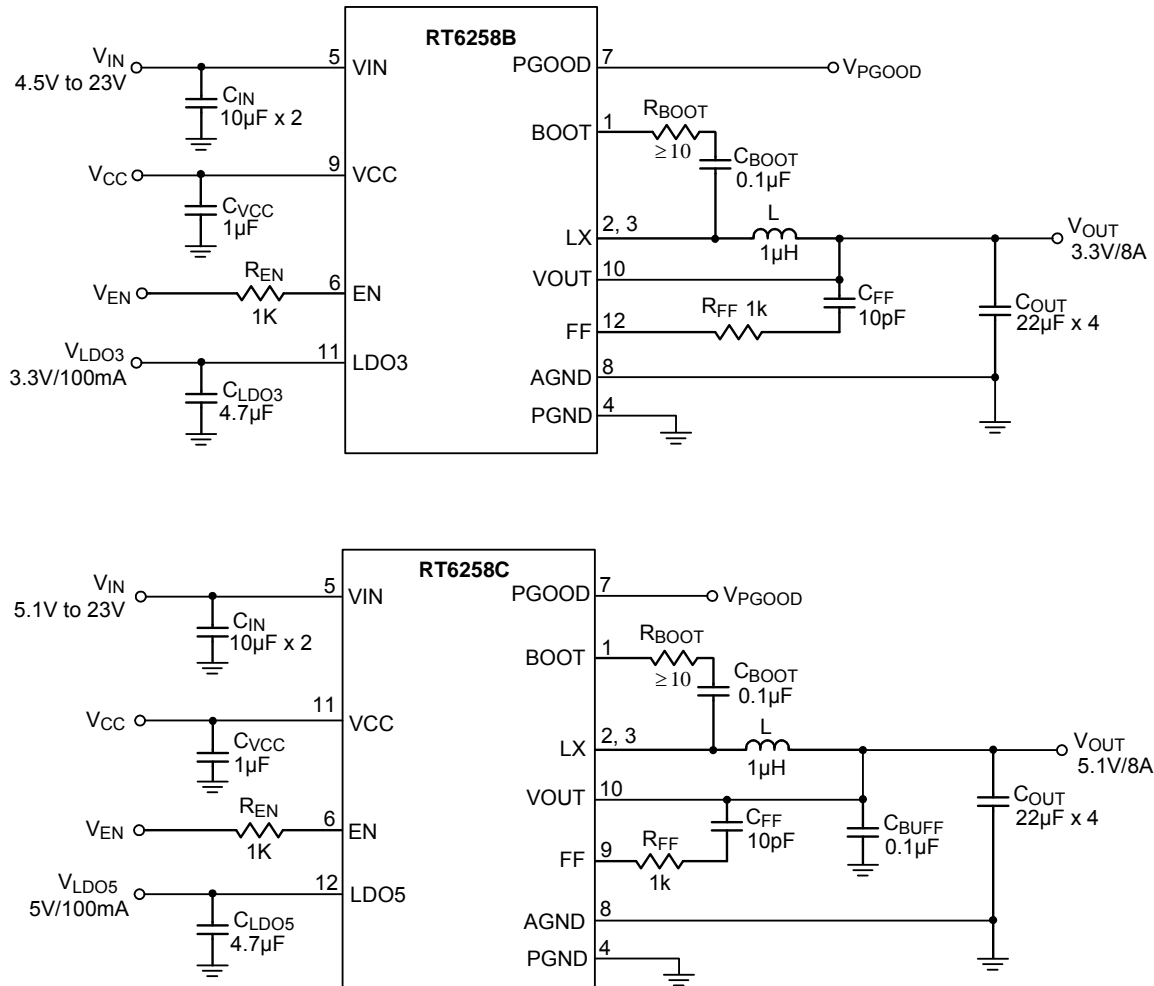 RT6258B
VIN
4.5V to 23V
5
VIN
CIN
10μF x 2
PGOOD
7
VPGOOD
BOOT
1
RBOOT
≥10
CBOOT
0.1μF
VCC
9
VCC
CVCC
1μF
LX
2, 3
L
1μH
VOUT
3.3V/8A
VOUT
10
VEN
REN
1K
6
EN
CFF
10pF
COUT
22μF x 4
FF
12
RFF 1k
VLDO3
3.3V/100mA
11
LDO3
CLDO3
4.7μF
AGND
8
PGND
4
RT6258C
VIN
5.1V to 23V
5
VIN
CIN
10μF x 2
PGOOD
7
VPGOOD
BOOT
1
RBOOT
≥10
CBOOT
0.1μF
VCC
11
VCC
CVCC
1μF
LX
2, 3
L
1μH
VOUT
5.1V/8A
VOUT
10
VEN
REN
1K
6
EN
CFF
10pF
CBUFF
0.1μF
COUT
22μF x 4
FF
9
RFF
1k
VLDO5
5V/100mA
12
LDO5
CLDO5
4.7μF
AGND
8
PGND
4